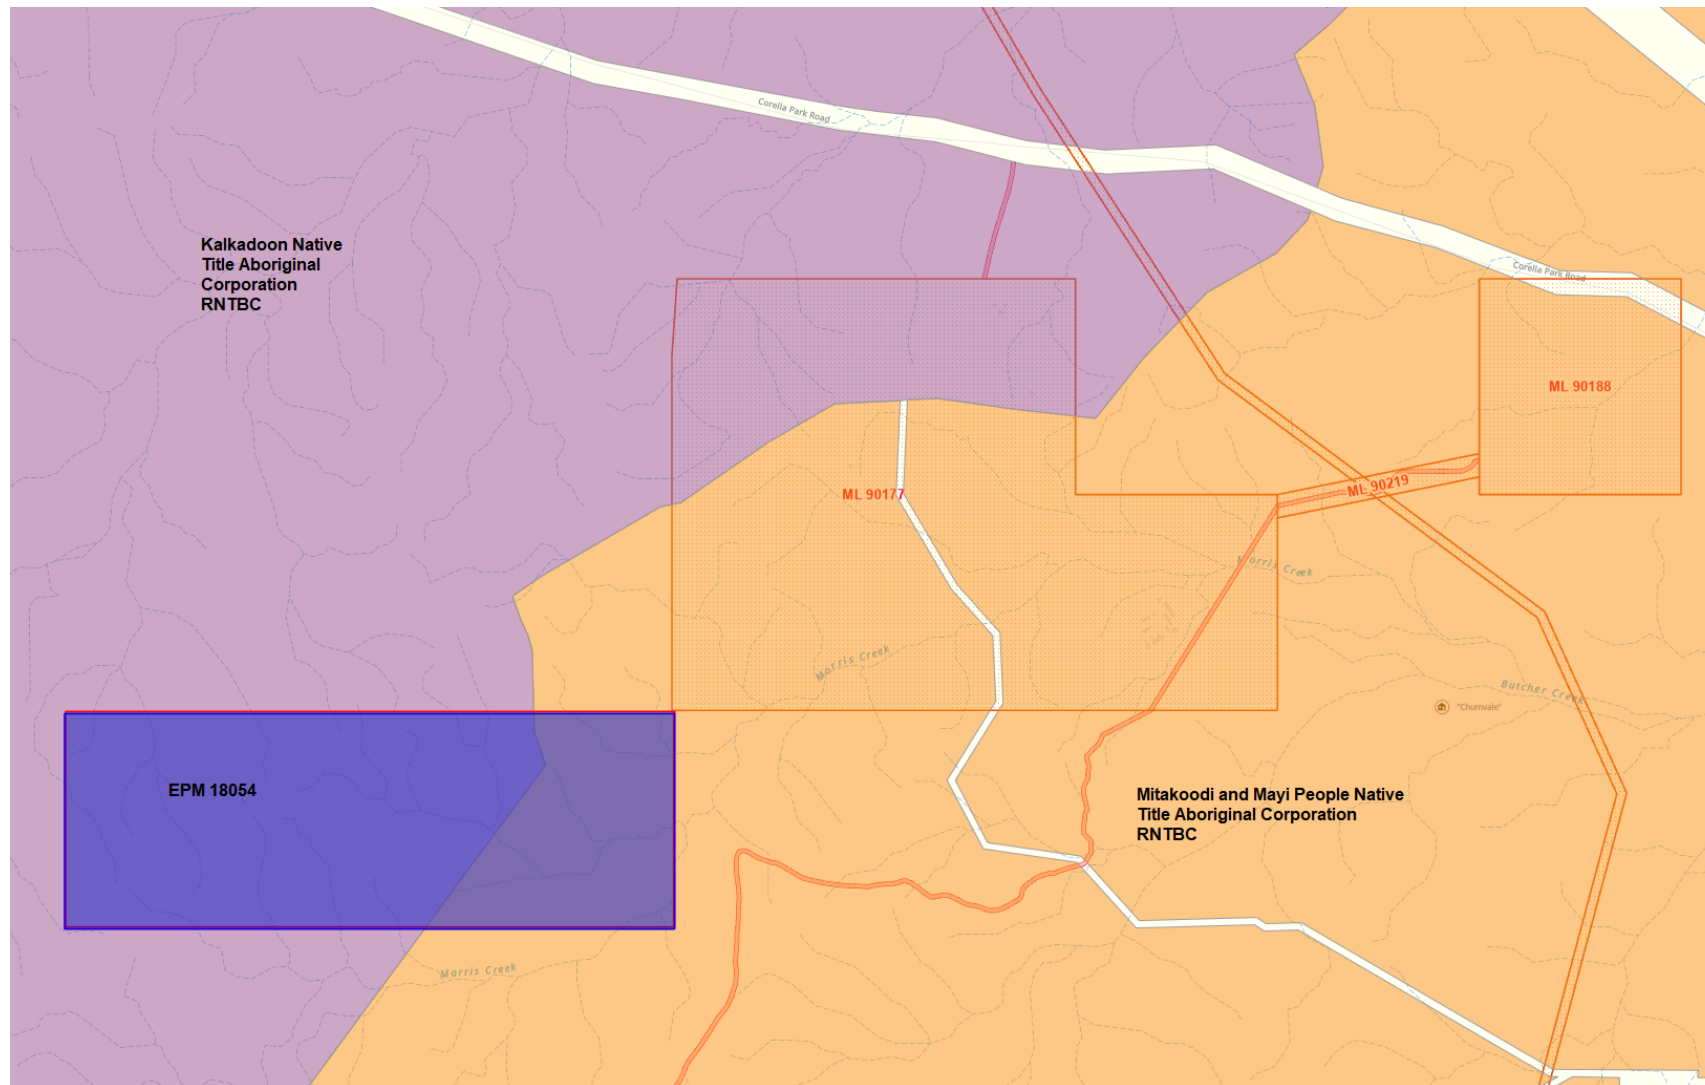 Corella Park Road
Kalkadoon Native
Title Aboriginal
Corporation
RNTBC
Corella Park Road
ML 90188
ML 90177
ML 90219
Morris Creek
Morris Creek
Butcher Creek
"Chumvale"
EPM 18054
Mitakoodi and Mayi People Native
Title Aboriginal Corporation
RNTBC
Morris Creek